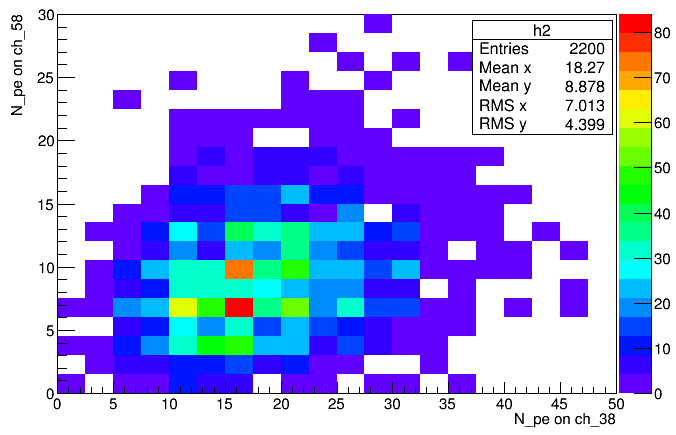 N_pe on ch_58
30
25
20
15
10
5
0
h2
Entries 2200
Mean x 18.27
Mean y 8.878
RMS x 7.013
RMS y 4.399
80
70
60
50
40
30
20
10
0
0 5 10 15 20 25 30 35 40 45 50
N_pe on ch_38